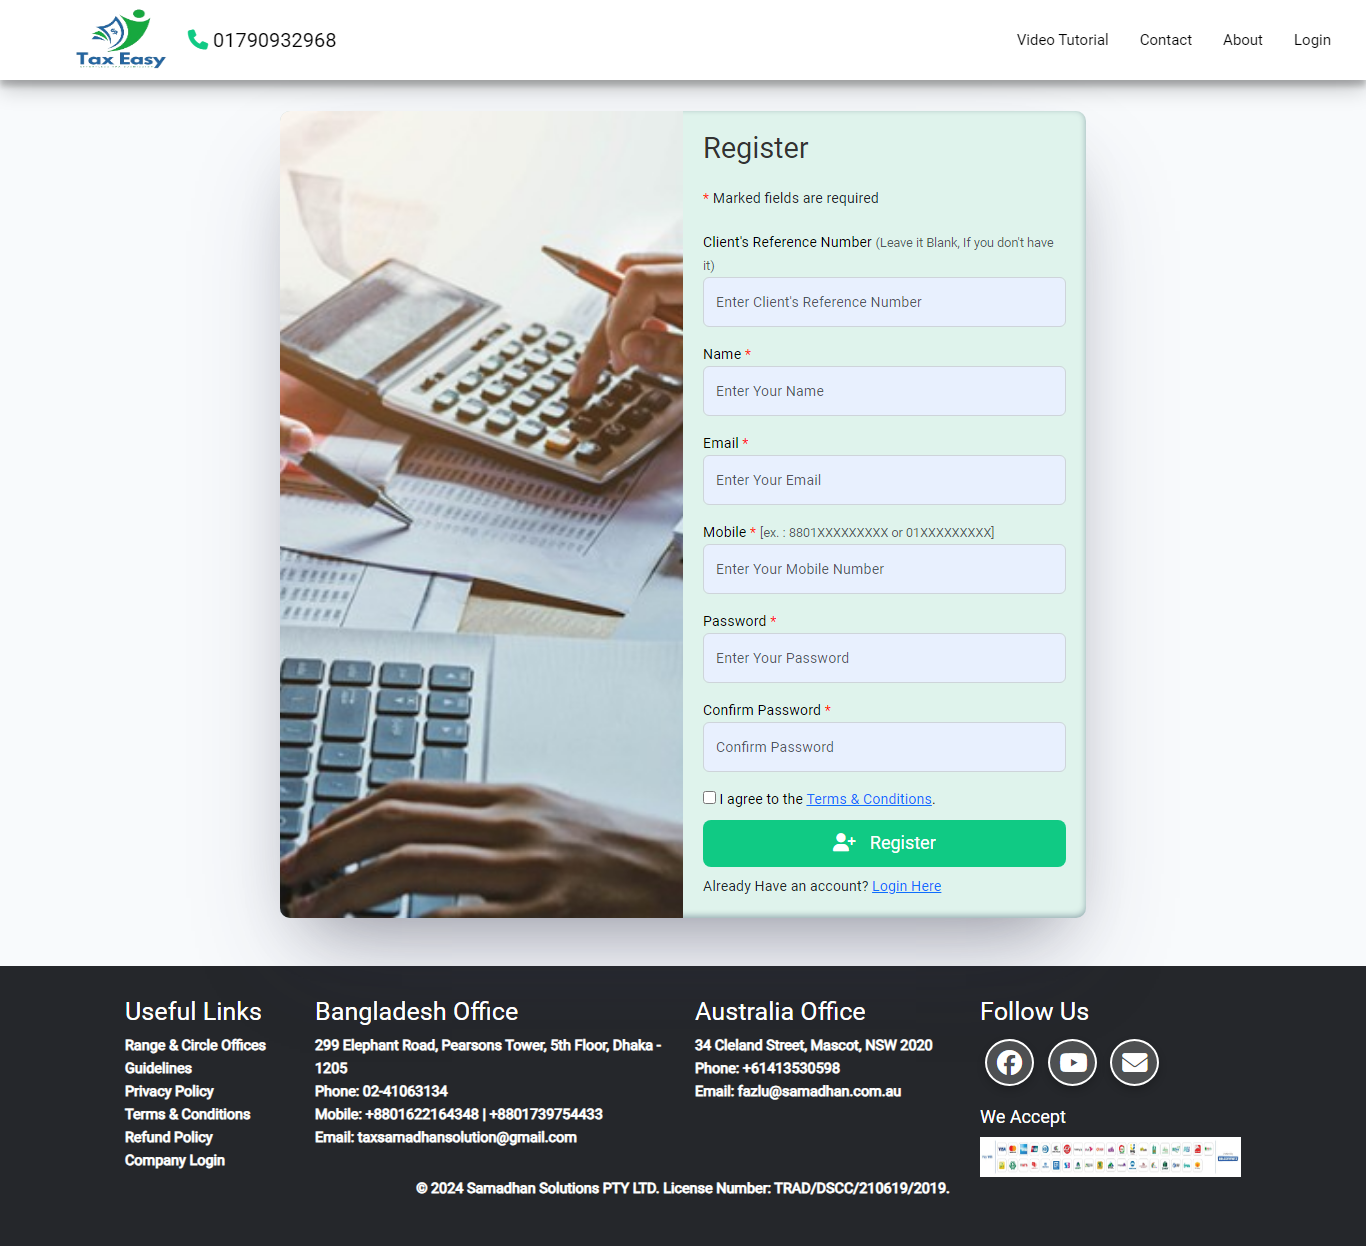 Tax Easy
01790932968
Video Tutorial
Contact
About
Login
Register
* Marked fields are required
Client's Reference Number (Leave it Blank, If you don't have
it)
Enter Client's Reference Number
Name *
Enter Your Name
Email *
Enter Your Email
Mobile * [ex. : 8801XXXXXXXXX or 01XXXXXXXXX]
Enter Your Mobile Number
Password *
Enter Your Password
Confirm Password *
Confirm Password
I agree to the Terms & Conditions.
Register
Already Have an account? Login Here
Useful Links
Range & Circle Offices
Guidelines
Privacy Policy
Terms & Conditions
Refund Policy
Company Login
Bangladesh Office
299 Elephant Road, Pearsons Tower, 5th Floor, Dhaka -
1205
Phone: 02-41063134
Mobile: +8801622164348 | +8801739754433
Email: taxsamadhansolution@gmail.com
Australia Office
34 Cleland Street, Mascot, NSW 2020
Phone: +61413530598
Email: fazlu@samadhan.com.au
Follow Us
We Accept
© 2024 Samadhan Solutions PTY LTD. License Number: TRAD/DSCC/210619/2019.